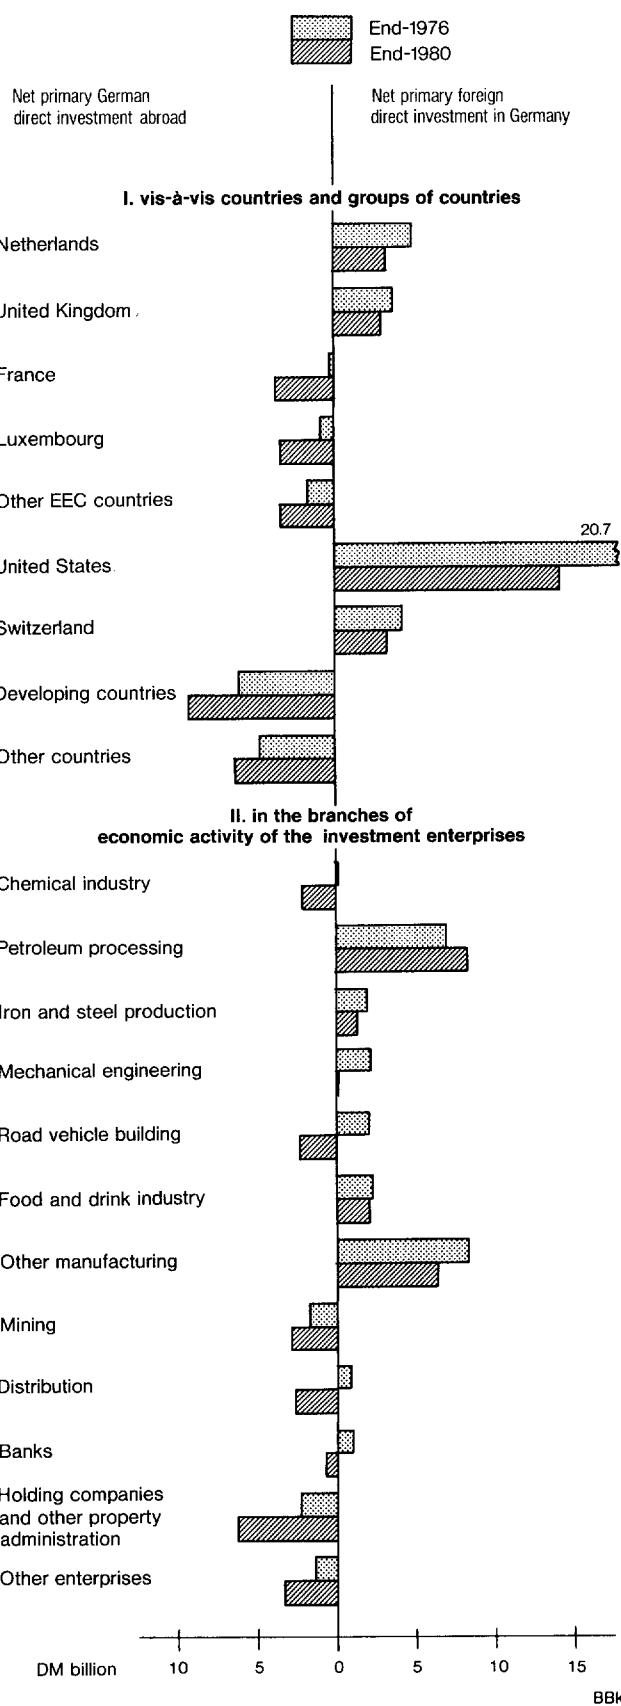 End-1976
End-1980
Net primary German
direct investment abroad
Net primary foreign
direct investment in Germany
I. vis-à-vis countries and groups of countries
Netherlands
United Kingdom
France
Luxembourg
Other EEC countries
20.7
United States
Switzerland
Developing countries
Other countries
II. in the branches of
economic activity of the investment enterprises
Chemical industry
Petroleum processing
Iron and steel production
Mechanical engineering
Road vehicle building
Food and drink industry
Other manufacturing
Mining
Distribution
Banks
Holding companies
and other property
administration
Other enterprises
DM billion 10 5 0 5 10 15
BBk